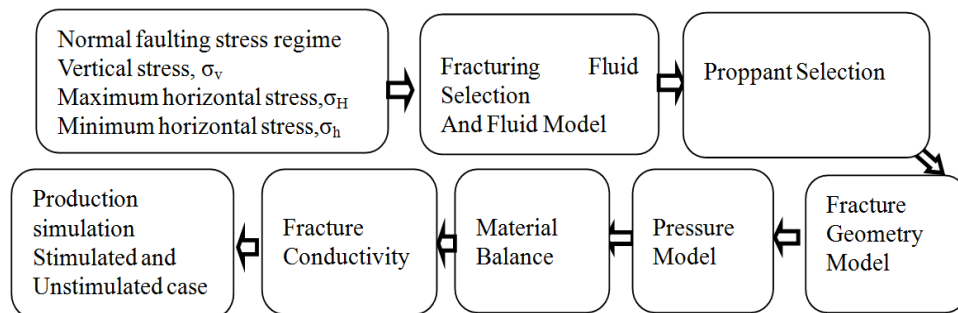 Normal faulting stress regime
Vertical stress, σv
Maximum horizontal stress,σH
Minimum horizontal stress,σh
Fracturing Fluid
Selection
And Fluid Model
Proppant Selection
Fracture
Geometry
Model
Pressure
Model
Material
Balance
Fracture
Conductivity
Production
simulation
Stimulated and
Unstimulated case